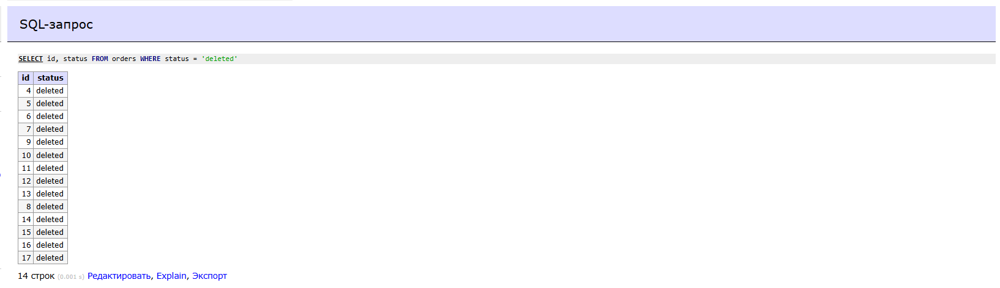 SQL-запрос
SELECT id, status FROM orders WHERE status = 'deleted'
id status
4 deleted
5 deleted
6 deleted
7 deleted
9 deleted
10 deleted
11 deleted
12 deleted
13 deleted
8 deleted
14 deleted
15 deleted
16 deleted
17 deleted
14 строк (0.001 s) Редактировать, Explain, Экспорт